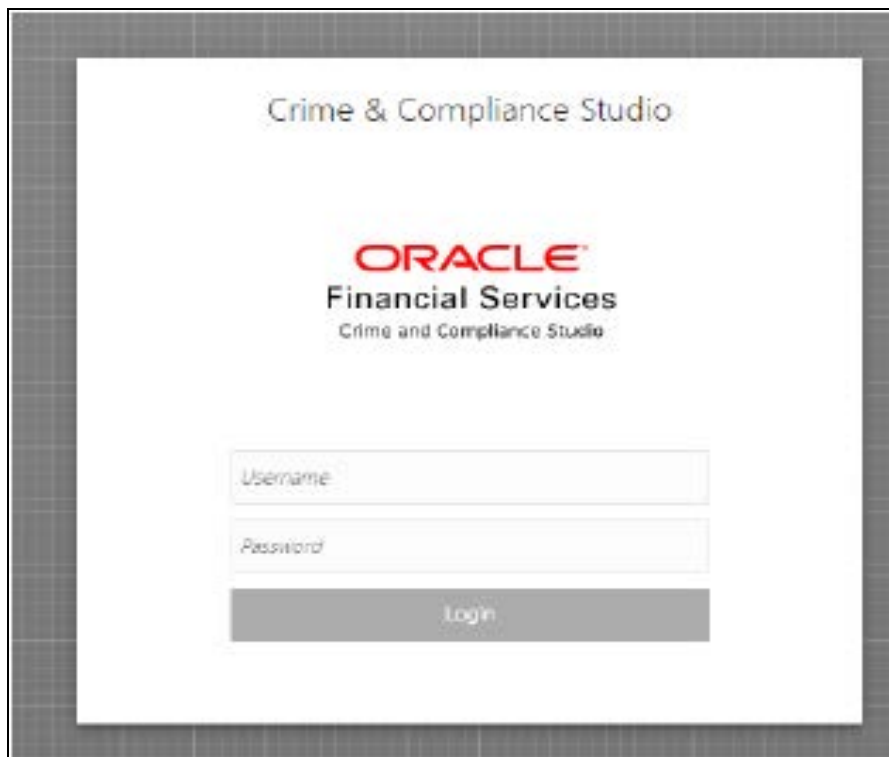 Crime & Compliance Studio
ORACLE
Financial Services
Crime and Compliance Studio
Username
Password
Login